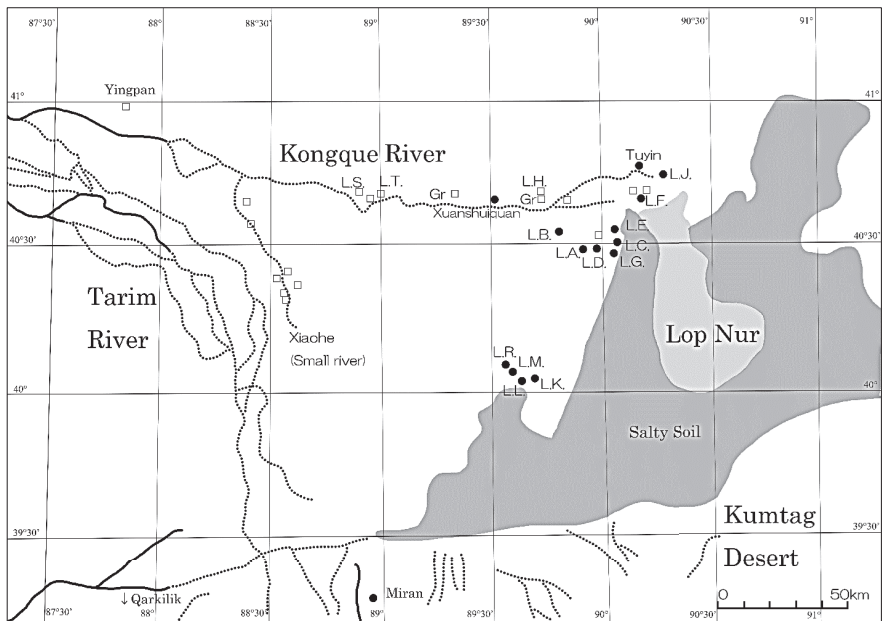 87°30′ 88° 88°30′ 89° 89°30′ 90° 90°30′ 91°
41° 41°
Yingpan
Kongque River
Tuyin
L.J.
L.S. L.T. Gr L.H.
Gr L.F.
Xuanshuiquan
40°30′ 40°30′
L.B. L.E.
L.C.
L.A. L.D. L.G.
Tarim
River
Lop Nur
Xiaohe
(Small river)
L.R.
L.M.
L.L. L.K.
40° 40°
Salty Soil
39°30′ 39°30′
Kumtag
Desert
↓Qarkilik
Miran
0 50km
87°30′ 88° 88°30′ 89° 89°30′ 90° 90°30′ 91°